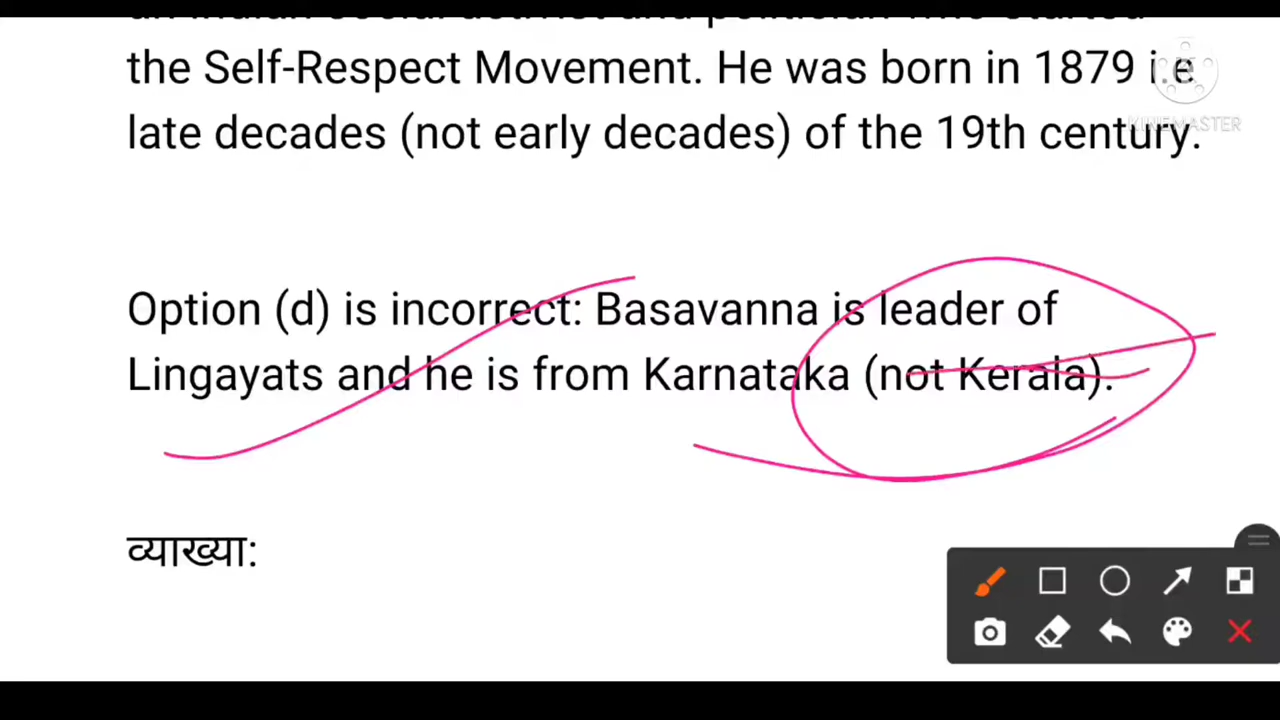 the Self-Respect Movement. He was born in 1879 i.e
KINEMASTER
late decades (not early decades) of the 19th century.
Option (d) is incorrect: Basavanna is leader of
Lingayats and he is from Karnataka (not Kerala).
व्याख्या: